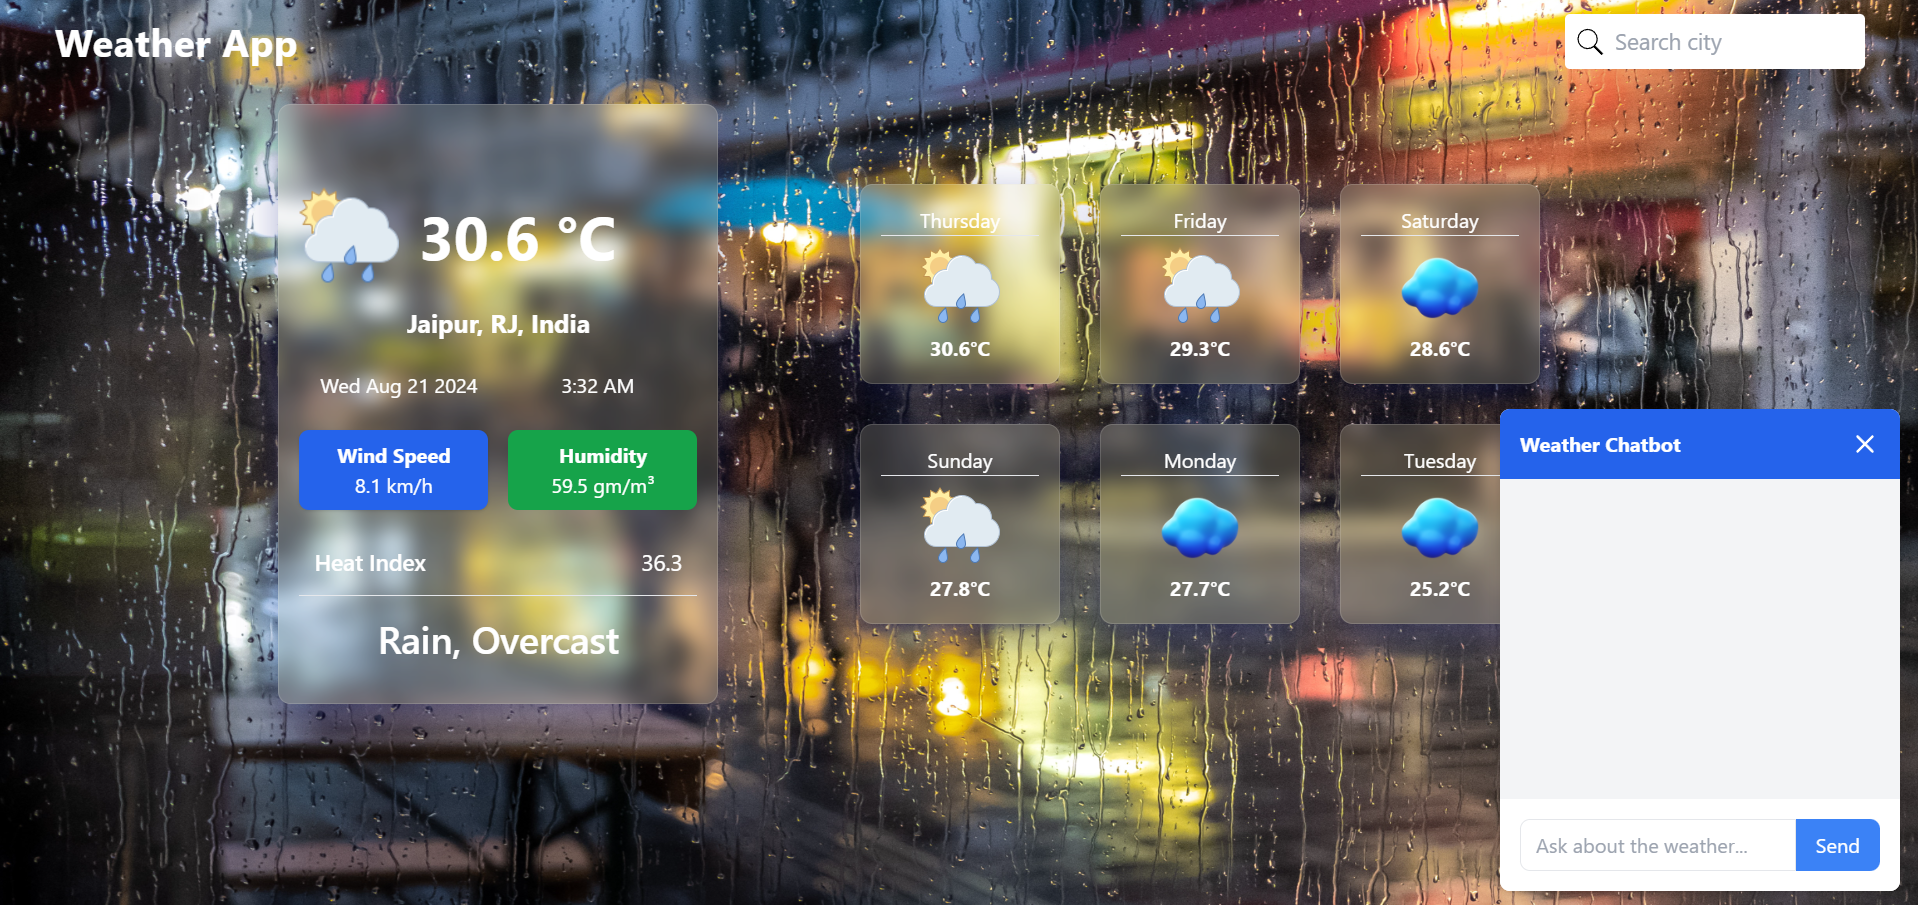 Weather App
Search city
30.6 °C
Jaipur, RJ, India
Wed Aug 21 2024 3:32 AM
Wind Speed
8.1 km/h
Humidity
59.5 gm/m³
Heat Index 36.3
Rain, Overcast
Thursday
30.6°C
Friday
29.3°C
Saturday
28.6°C
Sunday
27.8°C
Monday
27.7°C
Tuesday
25.2°C
Weather Chatbot
Ask about the weather...
Send